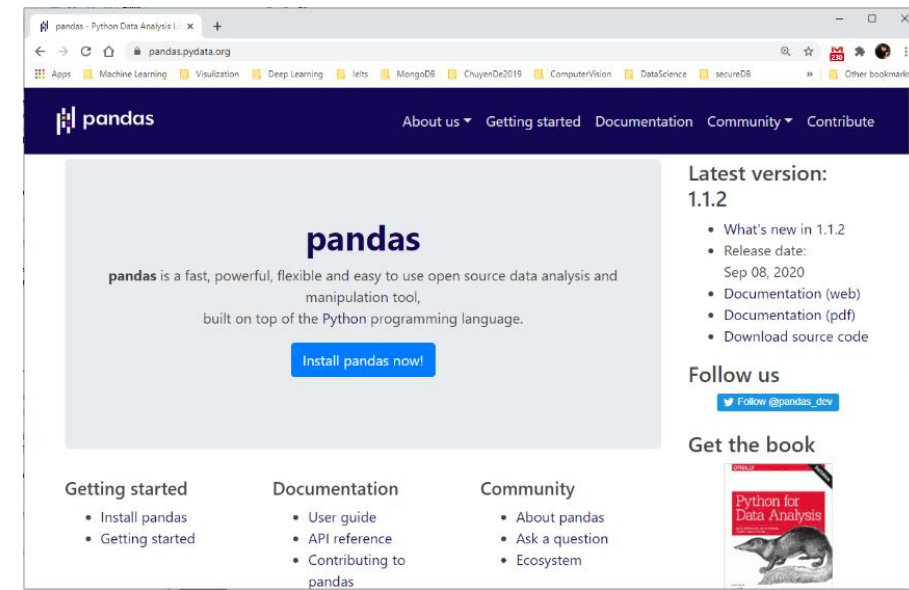 pandas - Python Data Analysis Li
pandas.pydata.org
230
Apps Machine Learning Visulization Deep Learning Ielts MongoDB ChuyenDe2019 ComputerVision DataScience secureDB » Other bookmarks
pandas
About us Getting started Documentation Community Contribute
pandas
pandas is a fast, powerful, flexible and easy to use open source data analysis and
manipulation tool,
built on top of the Python programming language.
Install pandas now!
Latest version:
1.1.2
What's new in 1.1.2
Release date:
Sep 08, 2020
Documentation (web)
Documentation (pdf)
Download source code
Follow us
Follow @pandas_dev
Get the book
O'REILLY
Python for
Data Analysis
Getting started
Install pandas
Getting started
Documentation
User guide
API reference
Contributing to
pandas
Community
About pandas
Ask a question
Ecosystem